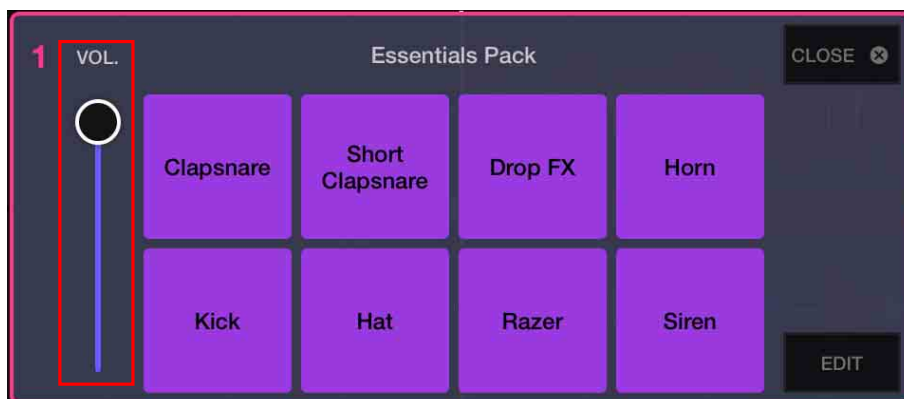 1 VOL. Essentials Pack CLOSE
Clapsnare Short Clapsnare Drop FX Horn
Kick Hat Razer Siren
EDIT